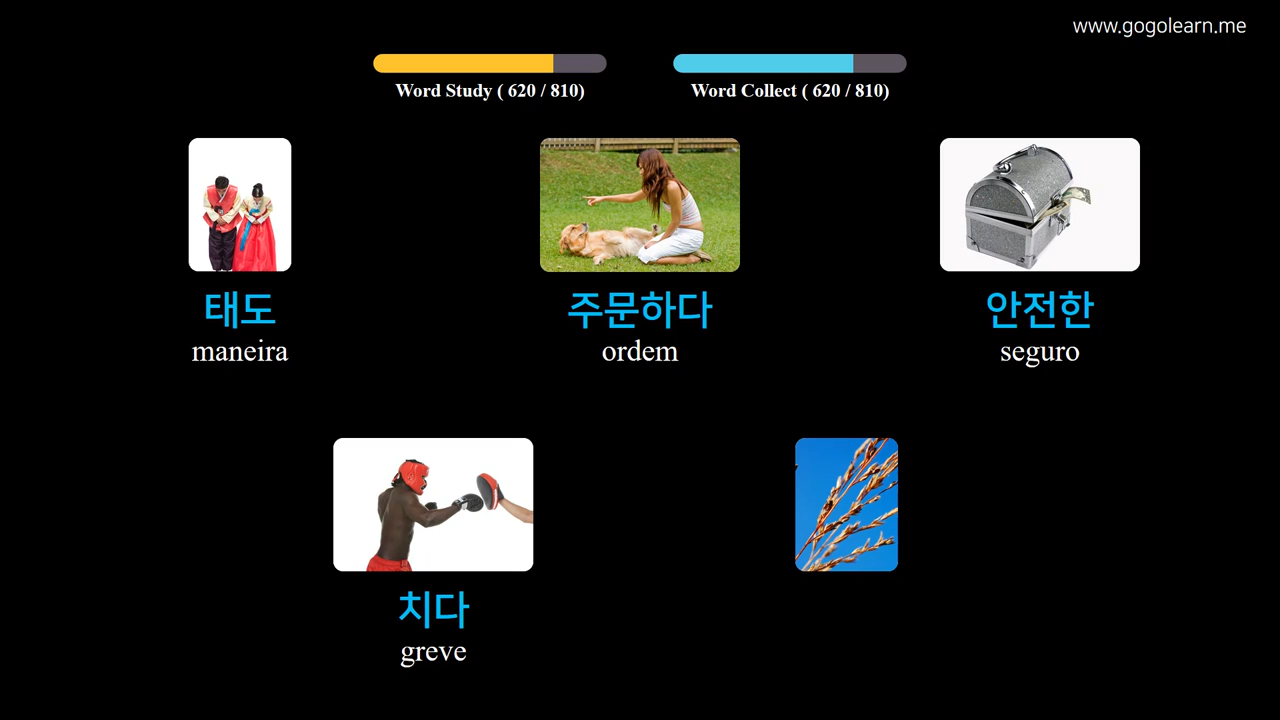 www.gogolearn.me
Word Study ( 620 / 810)
Word Collect ( 620 / 810)
태도
maneira
주문하다
ordem
안전한
seguro
치다
greve